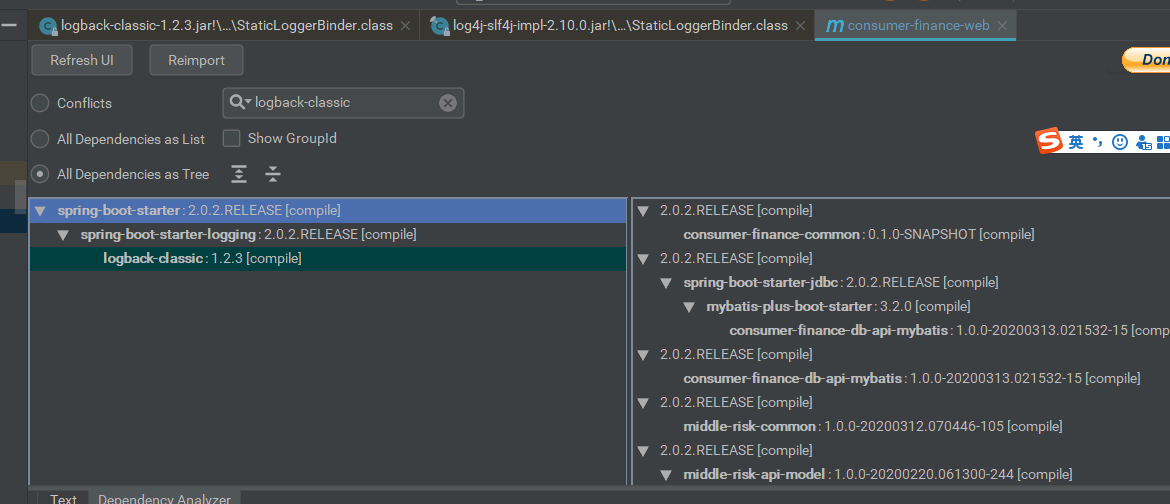 logback-classic-1.2.3.jar!\...\StaticLoggerBinder.class
log4j-slf4j-impl-2.10.0.jar!\...\StaticLoggerBinder.class
m consumer-finance-web
Refresh UI
Reimport
Don
Conflicts
logback-classic
All Dependencies as List
Show GroupId
S 英
All Dependencies as Tree
spring-boot-starter : 2.0.2.RELEASE [compile]
spring-boot-starter-logging : 2.0.2.RELEASE [compile]
logback-classic : 1.2.3 [compile]
2.0.2.RELEASE [compile]
consumer-finance-common : 0.1.0-SNAPSHOT [compile]
2.0.2.RELEASE [compile]
spring-boot-starter-jdbc : 2.0.2.RELEASE [compile]
mybatis-plus-boot-starter : 3.2.0 [compile]
consumer-finance-db-api-mybatis : 1.0.0-20200313.021532-15 [comp
2.0.2.RELEASE [compile]
consumer-finance-db-api-mybatis : 1.0.0-20200313.021532-15 [compile]
2.0.2.RELEASE [compile]
middle-risk-common : 1.0.0-20200312.070446-105 [compile]
2.0.2.RELEASE [compile]
middle-risk-api-model : 1.0.0-20200220.061300-244 [compile]
Text
Dependency Analyzer